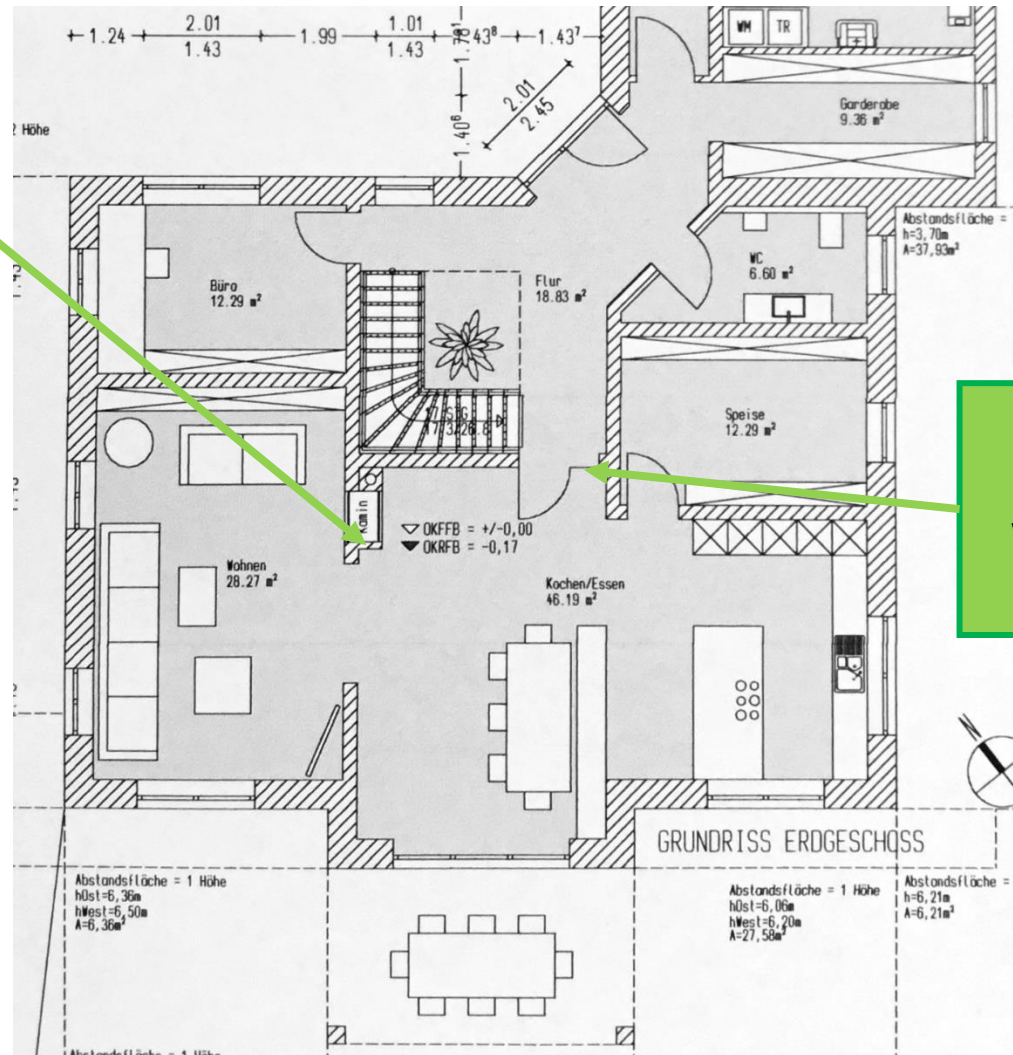 1.24
2.01
1.43
1.99
1.01
1.43
43⁸
1.43⁷
2.01
2.45
1.40⁶
WM
TR
Höhe
Garderobe
9.36 m²
Abstandsfläche =
h=3,70m
A=37,93m²
WC
6.60 m²
Büro
12.29 m²
Flur
18.83 m²
17 STG
Speise
12.29 m²
Kamin
OKFFB = +/-0,00
OKRFB = -0,17
Wohnen
28.27 m²
Kochen/Essen
46.19 m²
GRUNDRISS ERDGESCHOSS
Abstandsfläche = 1 Höhe
hOst=6,36m
hWest=6,50m
A=6,36m²
Abstandsfläche = 1 Höhe
hOst=6,06m
hWest=6,20m
A=27,58m²
Abstandsfläche =
h=6,21m
A=6,21m²
Abstandsfläche = 1 Höhe